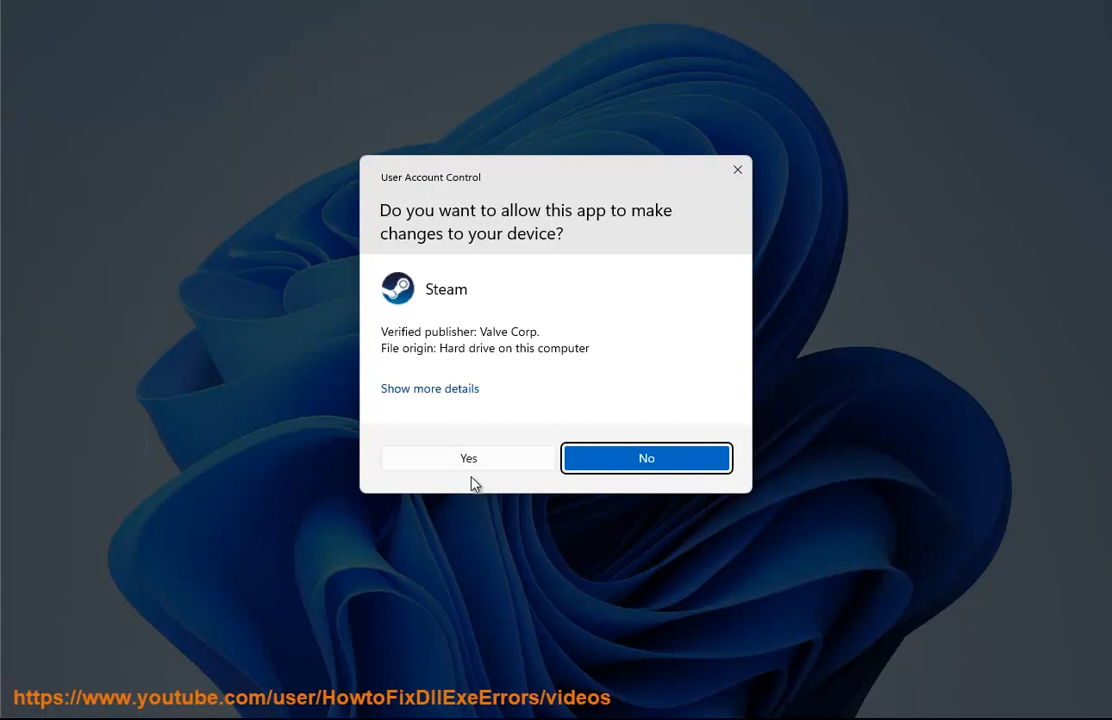 User Account Control
Do you want to allow this app to make
changes to your device?
Steam
Verified publisher: Valve Corp.
File origin: Hard drive on this computer
Show more details
Yes
No
https://www.youtube.com/user/HowtoFixDllExeErrors/videos